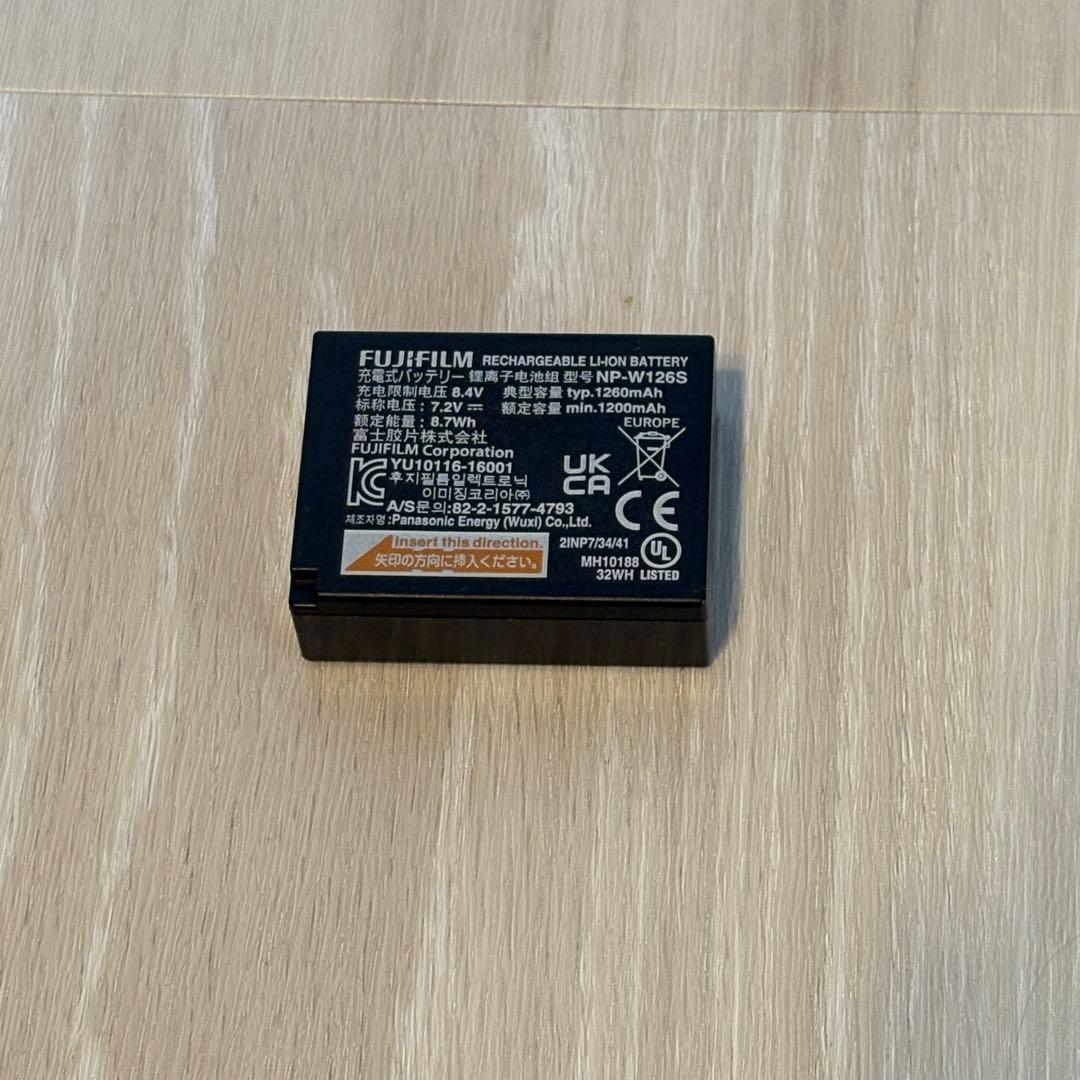 FUJIFILM RECHARGEABLE LI-ION BATTERY
充電式バッテリー 锂离子电池组 型号 NP-W126S
充电限制电压 8.4V 典型容量 typ.1260mAh
标称电压：7.2V 额定容量 min.1200mAh
额定能量：8.7Wh
富士胶片株式会社
FUJIFILM Corporation
EUROPE
YU10116-16001
후지필름일렉트로닉
이미징코리아㈜
A/S문의:82-2-1577-4793
제조자명:Panasonic Energy (Wuxi) Co.,Ltd.
KC
UK
CA
CE
Insert this direction.
矢印の方向に挿入ください。
2INP7/34/41
MH10188
32WH LISTED
UL